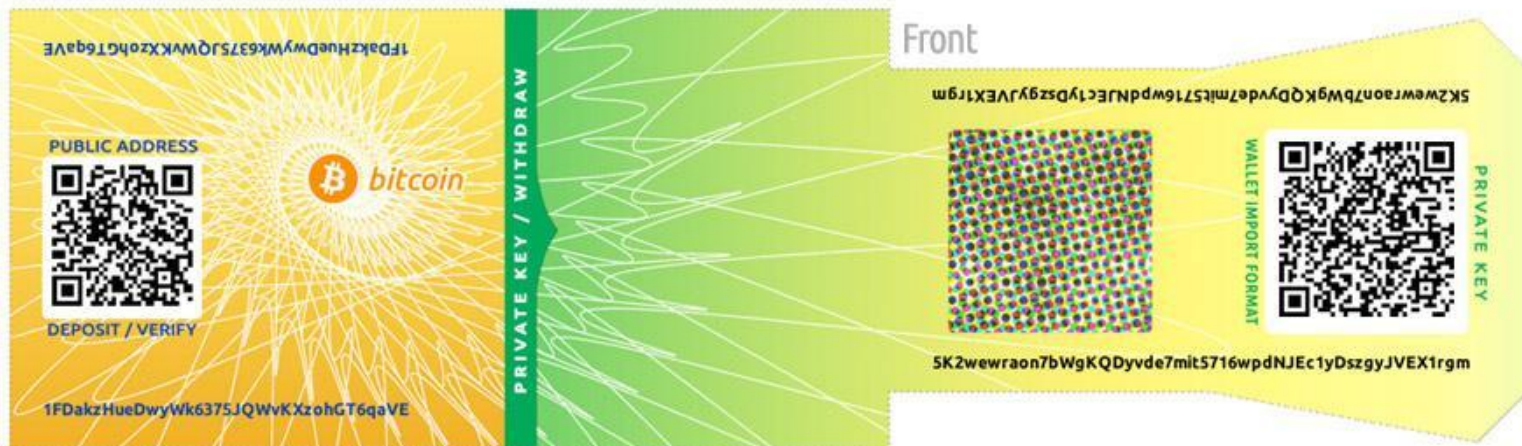 1FDakzHueDwyWk6375JQWvKXzohGT6qaVE
PUBLIC ADDRESS
bitcoin
DEPOSIT / VERIFY
1FDakzHueDwyWk6375JQWvKXzohGT6qaVE
PRIVATE KEY / WITHDRAW
Front
5K2wewraon7bWgKQDyvde7mit5716wpdNJEc1yDszgyJVEX1rgm
WALLET IMPORT FORMAT
PRIVATE KEY
5K2wewraon7bWgKQDyvde7mit5716wpdNJEc1yDszgyJVEX1rgm